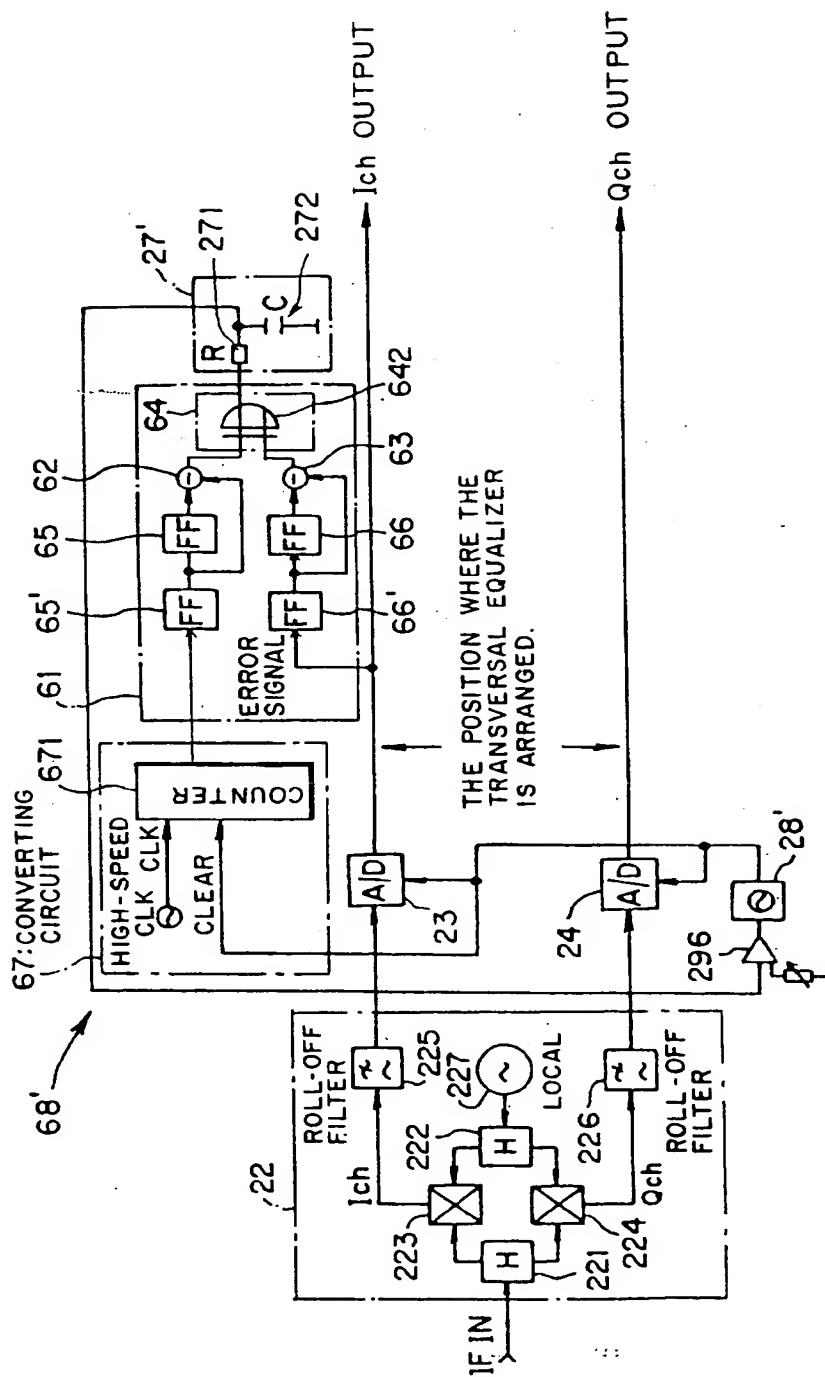 68'
67:CONVERTING
CIRCUIT
671
HIGH-SPEED
CLK CLK
CLEAR
COUNTER
61
65'
65
62
64
27'
271
R
C
272
FF
FF
-
642
ERROR
SIGNAL
FF
FF
-
66'
66
63
Ich OUTPUT
22
ROLL-OFF
FILTER
225
Ich
A/D
23
THE POSITION WHERE THE
TRANSVERSAL EQUALIZER
IS ARRANGED.
IF IN
H
221
223
224
H
222
227
~
LOCAL
Qch
226
ROLL-OFF
FILTER
A/D
24
Qch OUTPUT
296
28'